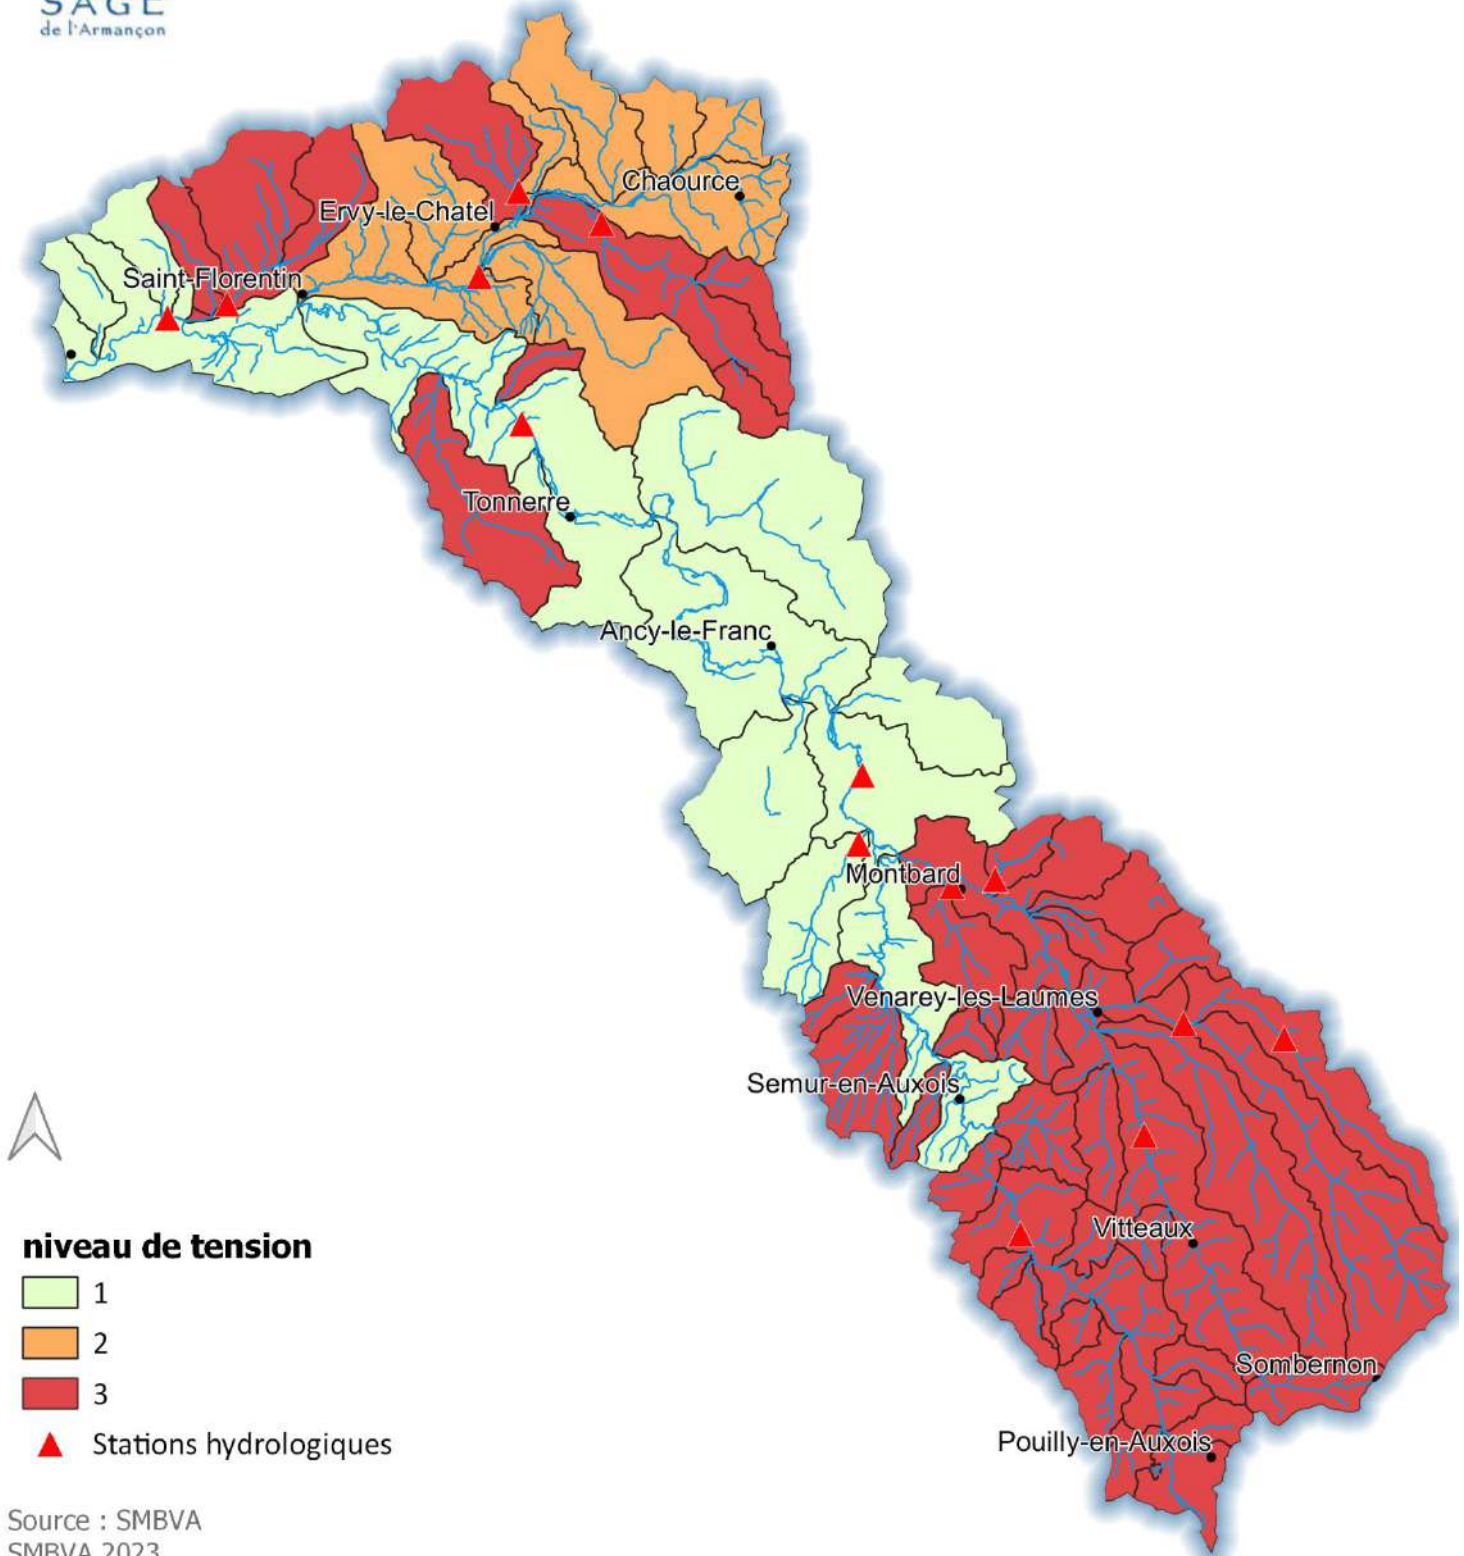 SAGE
de l'Armançon
Chaource
Ervy-le-Chatel
Saint-Florentin
Tonnerre
Ancy-le-Franc
Montbard
Venarey-les-Laumes
Semur-en-Auxois
Vitteaux
Sombernon
Pouilly-en-Auxois
niveau de tension
1
2
3
Stations hydrologiques
Source : SMBVA
SMBVA 2023